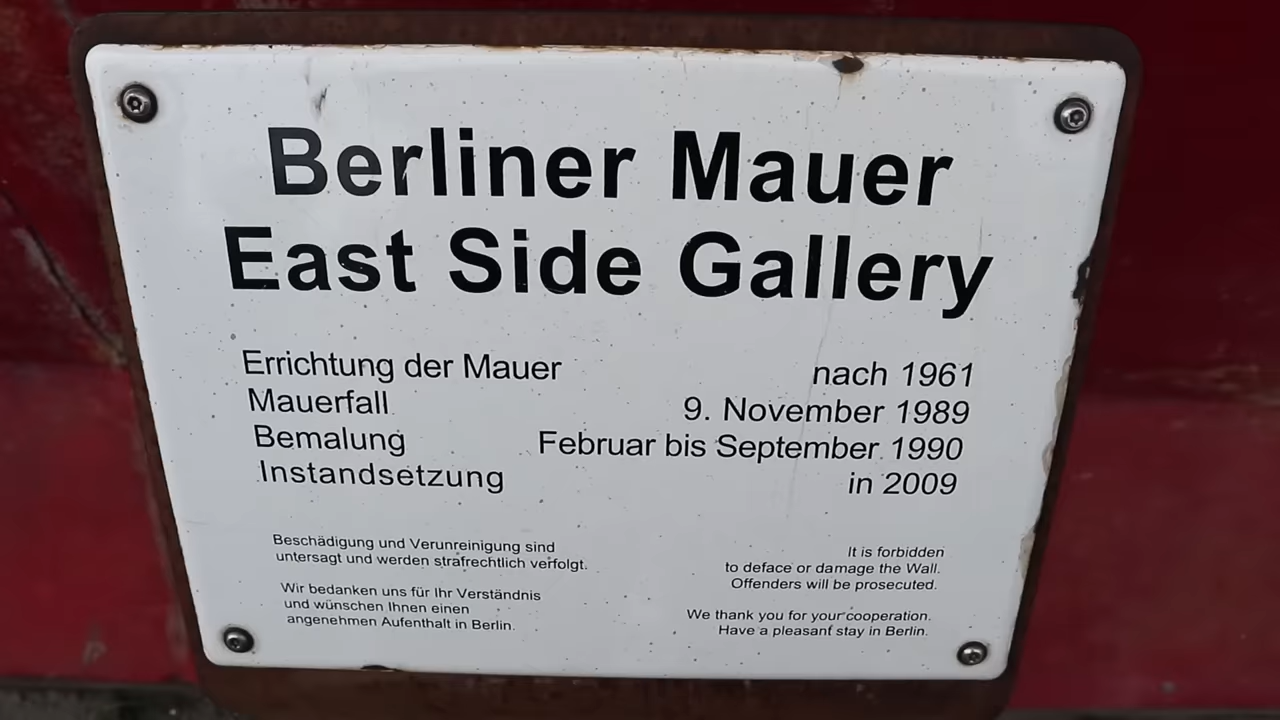 Berliner Mauer
East Side Gallery
Errichtung der Mauer nach 1961
Mauerfall 9. November 1989
Bemalung Februar bis September 1990
Instandsetzung in 2009
Beschädigung und Verunreinigung sind
untersagt und werden strafrechtlich verfolgt.
Wir bedanken uns für Ihr Verständnis
und wünschen Ihnen einen
angenehmen Aufenthalt in Berlin.
It is forbidden
to deface or damage the Wall.
Offenders will be prosecuted.
We thank you for your cooperation.
Have a pleasant stay in Berlin.